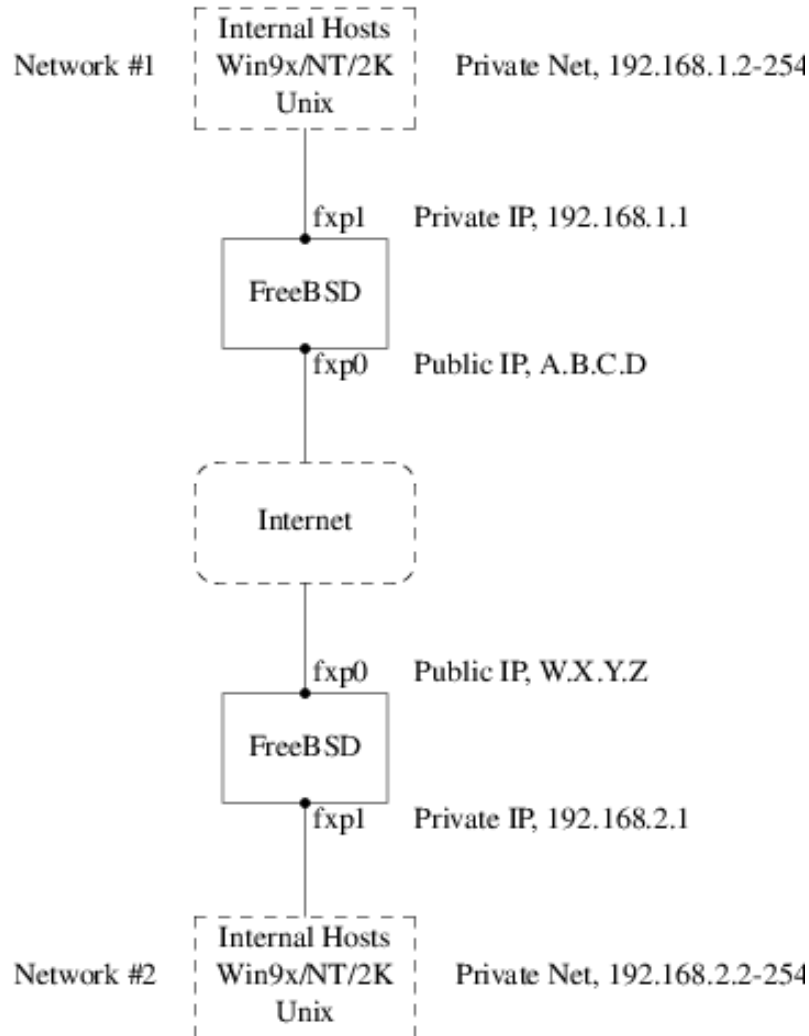 Internal Hosts
Network #1 Win9x/NT/2K Private Net, 192.168.1.2-254
Unix
fxp1 Private IP, 192.168.1.1
FreeBSD
fxp0 Public IP, A.B.C.D
Internet
fxp0 Public IP, W.X.Y.Z
FreeBSD
fxp1 Private IP, 192.168.2.1
Internal Hosts
Network #2 Win9x/NT/2K Private Net, 192.168.2.2-254
Unix